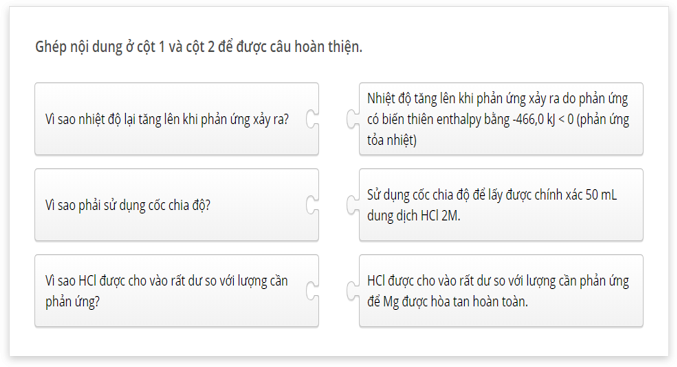 Ghép nội dung ở cột 1 và cột 2 để được câu hoàn thiện.
Vì sao nhiệt độ lại tăng lên khi phản ứng xảy ra?
Nhiệt độ tăng lên khi phản ứng xảy ra do phản ứng
có biến thiên enthalpy bằng -466,0 kJ < 0 (phản ứng
tỏa nhiệt)
Vì sao phải sử dụng cốc chia độ?
Sử dụng cốc chia độ để lấy được chính xác 50 mL
dung dịch HCl 2M.
Vì sao HCl được cho vào rất dư so với lượng cần
phản ứng?
HCl được cho vào rất dư so với lượng cần phản ứng
để Mg được hòa tan hoàn toàn.